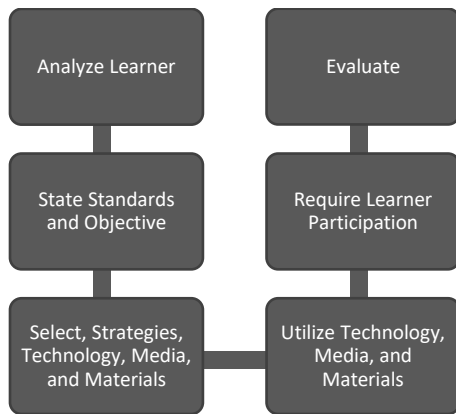 Analyze Learner
State Standards
and Objective
Select, Strategies,
Technology, Media,
and Materials
Utilize Technology,
Media, and
Materials
Require Learner
Participation
Evaluate